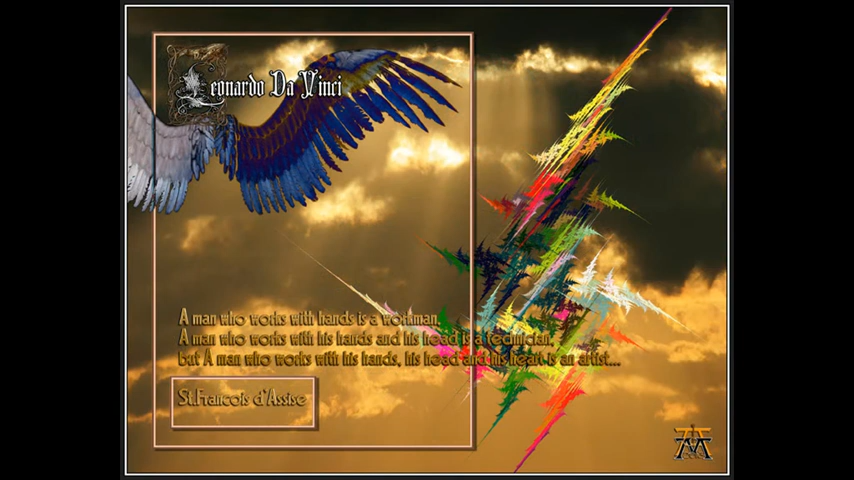 Leonardo Da Vinci
A man who works with hands is a workman.
A man who works with his hands and his head is a technician,
but A man who works with his hands, his head and his heart is an artist...
St.Francois d'Assise